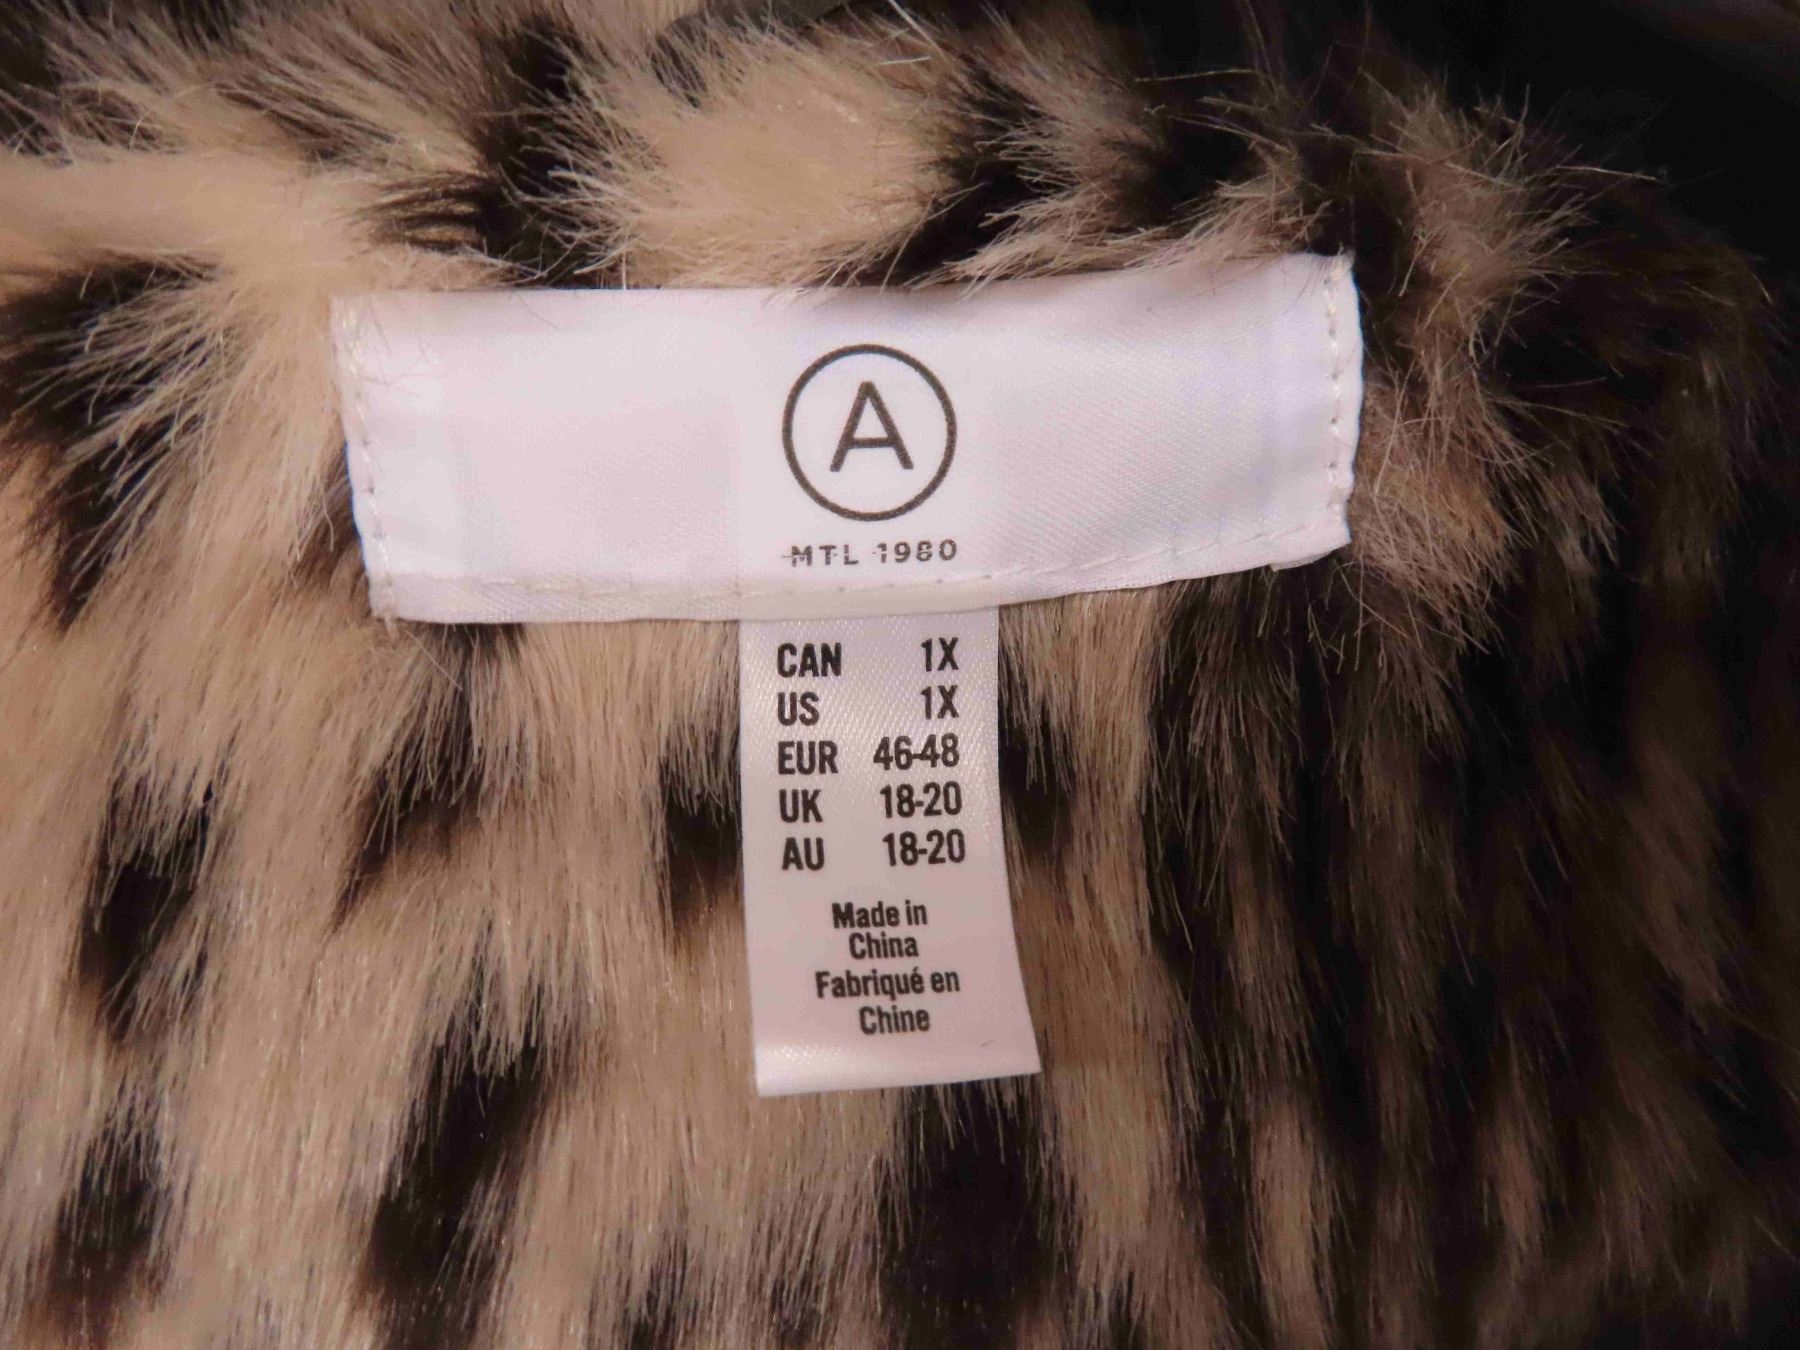 A
MTL 1980
CAN 1X
US 1X
EUR 46-48
UK 18-20
AU 18-20
Made in
China
Fabriqué en
Chine